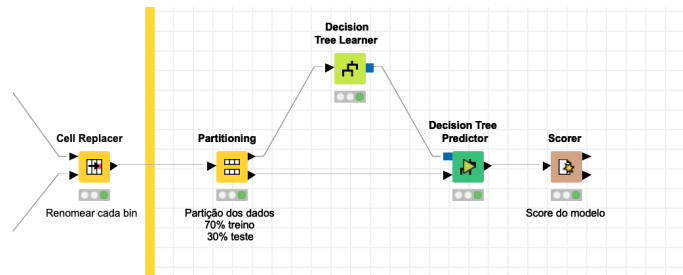 Decision
Tree Learner
Cell Replacer
Partitioning
Decision Tree
Predictor
Scorer
Renomear cada bin
Partição dos dados
70% treino
30% teste
Score do modelo